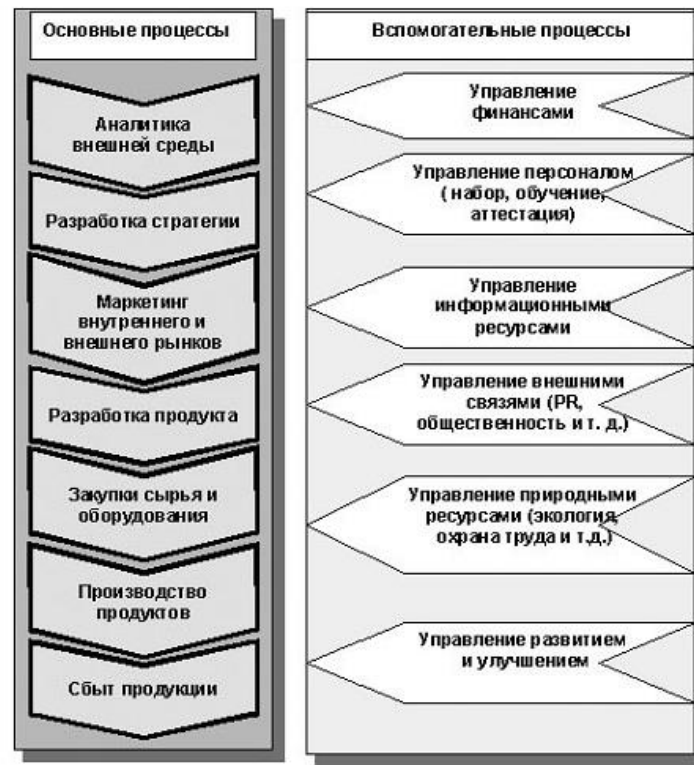 Основные процессы
Аналитика
внешней среды
Разработка стратегии
Маркетинг
внутреннего и
внешнего рынков
Разработка продукта
Закупки сырья и
оборудования
Производство
продуктов
Сбыт продукции
Вспомогательные процессы
Управление
финансами
Управление персоналом
( набор, обучение,
аттестация)
Управление
информационными
ресурсами
Управление внешними
связями (PR,
общественность и т. д.)
Управление природными
ресурсами (экология,
охрана труда и т.д.)
Управление развитием
и улучшением